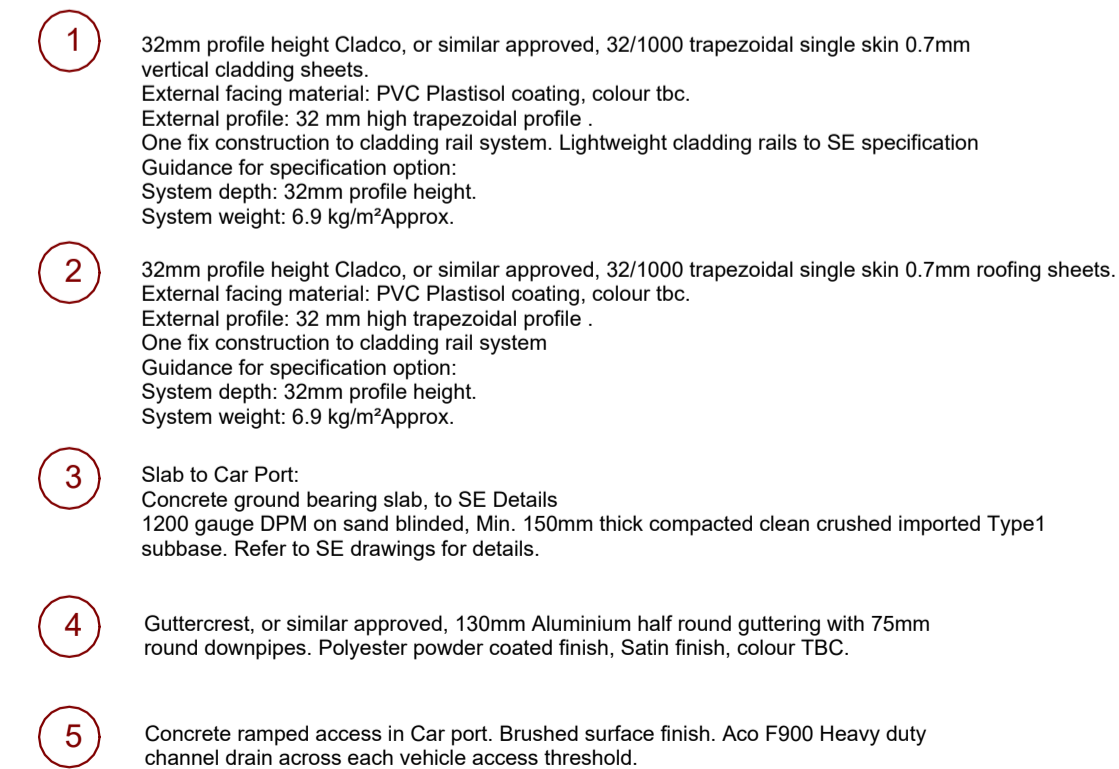 1
32mm profile height Cladco, or similar approved, 32/1000 trapezoidal single skin 0.7mm
vertical cladding sheets.
External facing material: PVC Plastisol coating, colour tbc.
External profile: 32 mm high trapezoidal profile .
One fix construction to cladding rail system. Lightweight cladding rails to SE specification
Guidance for specification option:
System depth: 32mm profile height.
System weight: 6.9 kg/m²Approx.
2
32mm profile height Cladco, or similar approved, 32/1000 trapezoidal single skin 0.7mm roofing sheets.
External facing material: PVC Plastisol coating, colour tbc.
External profile: 32 mm high trapezoidal profile .
One fix construction to cladding rail system
Guidance for specification option:
System depth: 32mm profile height.
System weight: 6.9 kg/m²Approx.
3
Slab to Car Port:
Concrete ground bearing slab, to SE Details
1200 gauge DPM on sand blinded, Min. 150mm thick compacted clean crushed imported Type1
subbase. Refer to SE drawings for details.
4
Guttercrest, or similar approved, 130mm Aluminium half round guttering with 75mm
round downpipes. Polyester powder coated finish, Satin finish, colour TBC.
5
Concrete ramped access in Car port. Brushed surface finish. Aco F900 Heavy duty
channel drain across each vehicle access threshold.